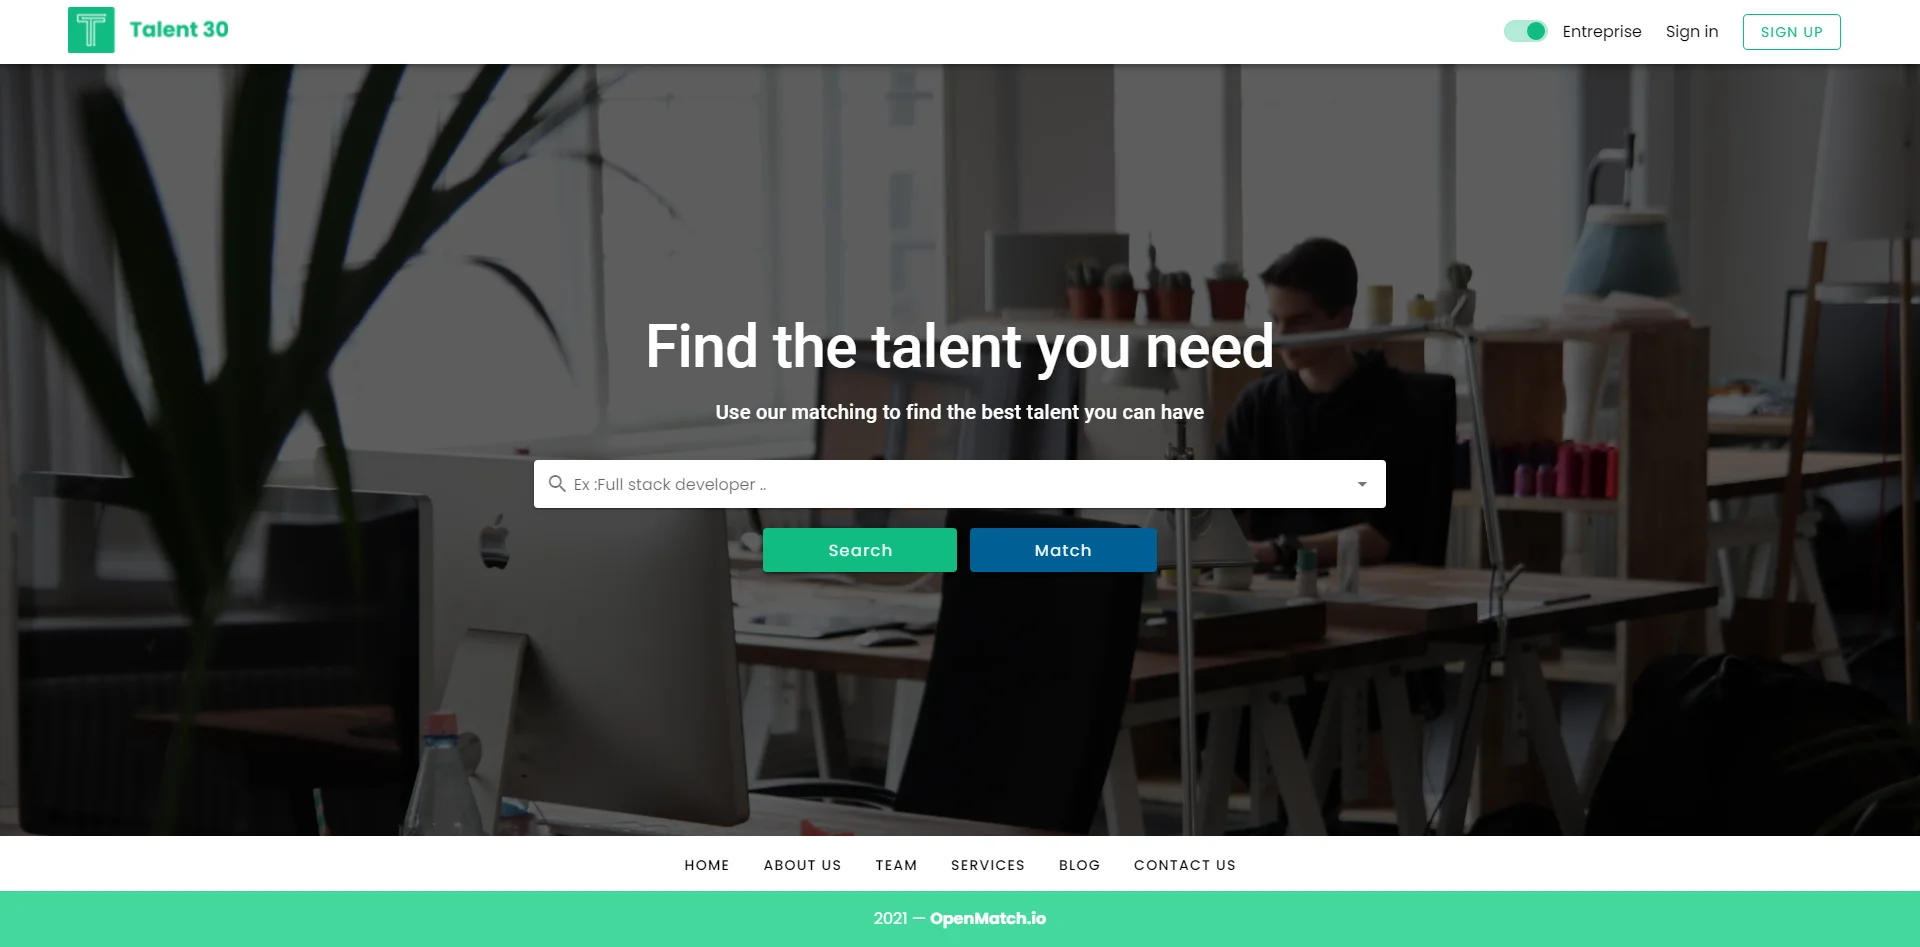 T Talent 30
Entreprise Sign in SIGN UP
Find the talent you need
Use our matching to find the best talent you can have
Ex :Full stack developer ..
Search Match
HOME ABOUT US TEAM SERVICES BLOG CONTACT US
2021 — OpenMatch.io